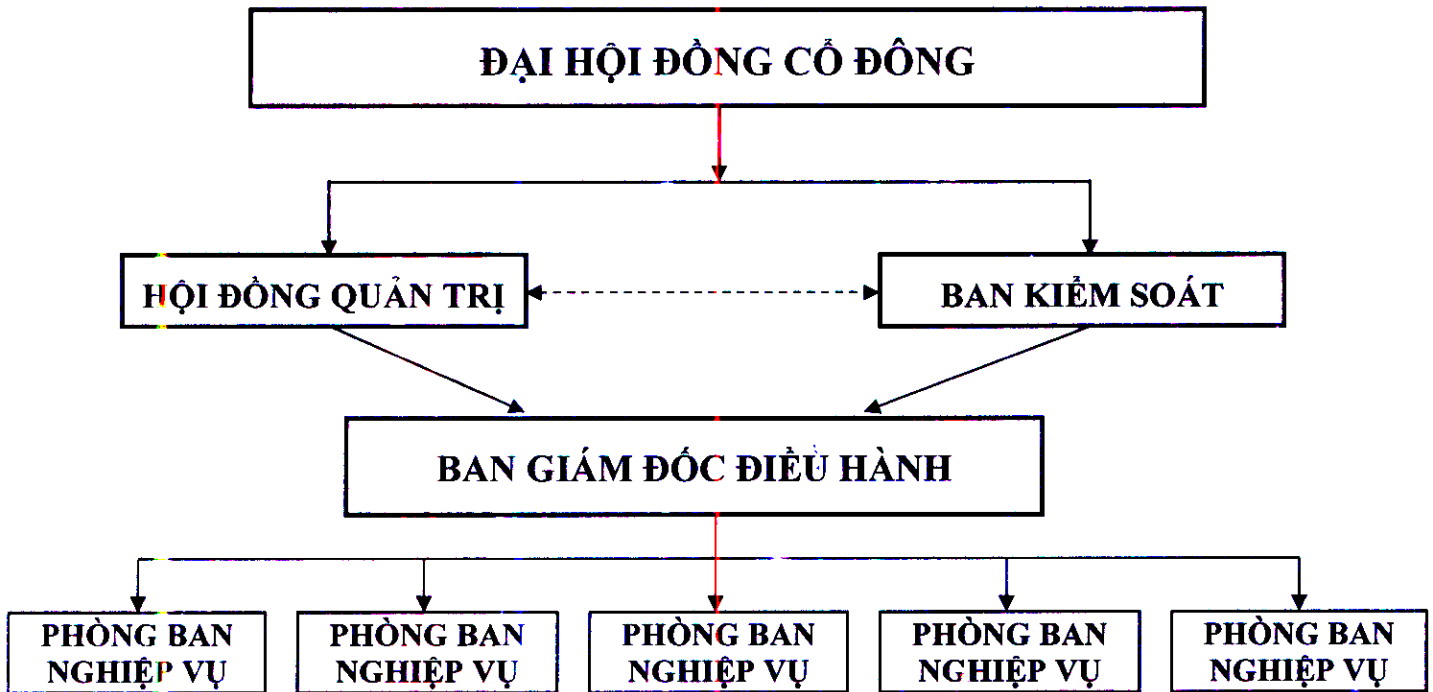 ĐẠI HỘI ĐỒNG CỔ ĐÔNG
HỘI ĐỒNG QUẢN TRỊ
BAN KIỂM SOÁT
BAN GIÁM ĐỐC ĐIỀU HÀNH
PHÒNG BAN
NGHIỆP VỤ
PHÒNG BAN
NGHIỆP VỤ
PHÒNG BAN
NGHIỆP VỤ
PHÒNG BAN
NGHIỆP VỤ
PHÒNG BAN
NGHIỆP VỤ